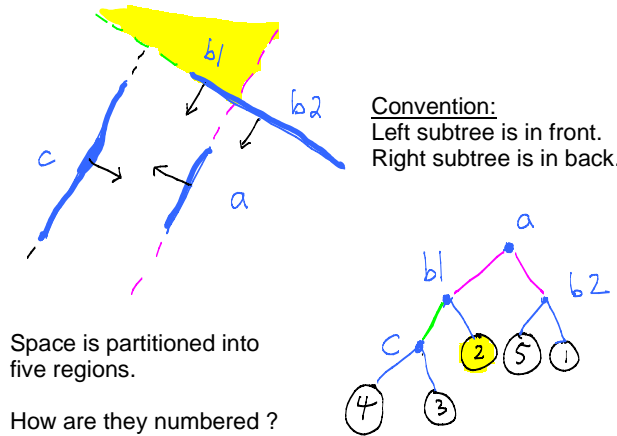 b1
b2
Convention:
Left subtree is in front.
Right subtree is in back.
c
a
a
b1
b2
C
2
5
1
4
3
Space is partitioned into
five regions.
How are they numbered ?